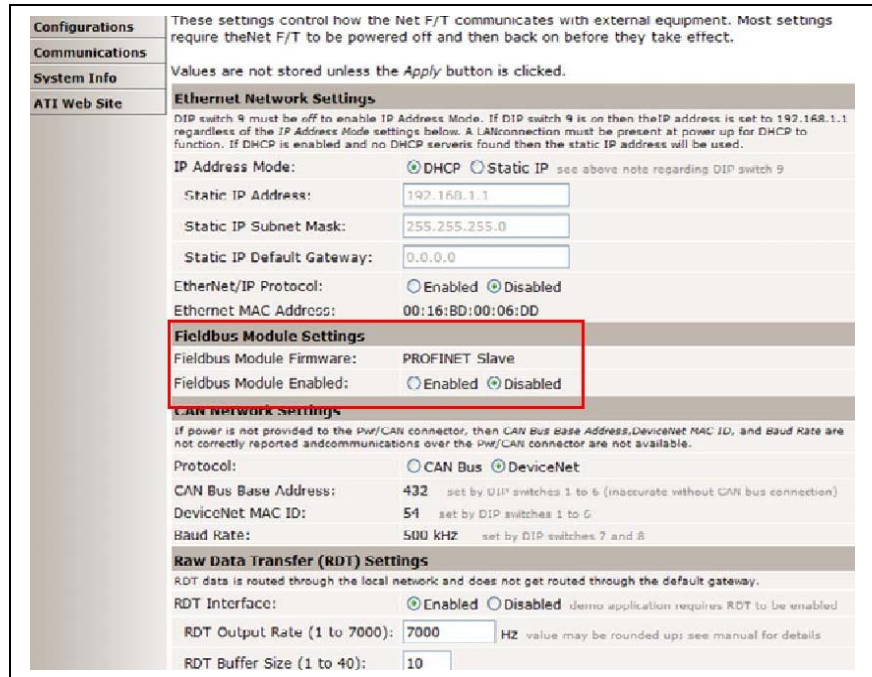 Configurations
Communications
System Info
ATI Web Site
These settings control how the Net F/T communicates with external equipment. Most settings
require theNet F/T to be powered off and then back on before they take effect.
Values are not stored unless the Apply button is clicked.
Ethernet Network Settings
DIP switch 9 must be off to enable IP Address Mode. If DIP switch 9 is on then theIP address is set to 192.168.1.1
regardless of the IP Address Mode settings below. A LANconnection must be present at power up for DHCP to
function. If DHCP is enabled and no DHCP serveris found then the static IP address will be used.
IP Address Mode: DHCP Static IP see above note regarding DIP switch 9
Static IP Address: 192.168.1.1
Static IP Subnet Mask: 255.255.255.0
Static IP Default Gateway: 0.0.0.0
EtherNet/IP Protocol: Enabled Disabled
Ethernet MAC Address: 00:16:BD:00:06:DD
Fieldbus Module Settings
Fieldbus Module Firmware: PROFINET Slave
Fieldbus Module Enabled: Enabled Disabled
CAN Network Settings
If power is not provided to the Pwr/CAN connector, then CAN Bus Base Address,DeviceNet MAC ID, and Baud Rate are
not correctly reported andcommunications over the Pwr/CAN connector are not available.
Protocol: CAN Bus DeviceNet
CAN Bus Base Address: 432 set by DIP switches 1 to 6 (inaccurate without CAN bus connection)
DeviceNet MAC ID: 54 set by DIP switches 1 to 6
Baud Rate: 500 kHz set by DIP switches 7 and 8
Raw Data Transfer (RDT) Settings
RDT data is routed through the local network and does not get routed through the default gateway.
RDT Interface: Enabled Disabled demo application requires RDT to be enabled
RDT Output Rate (1 to 7000): 7000 Hz value may be rounded up; see manual for details
RDT Buffer Size (1 to 40): 10